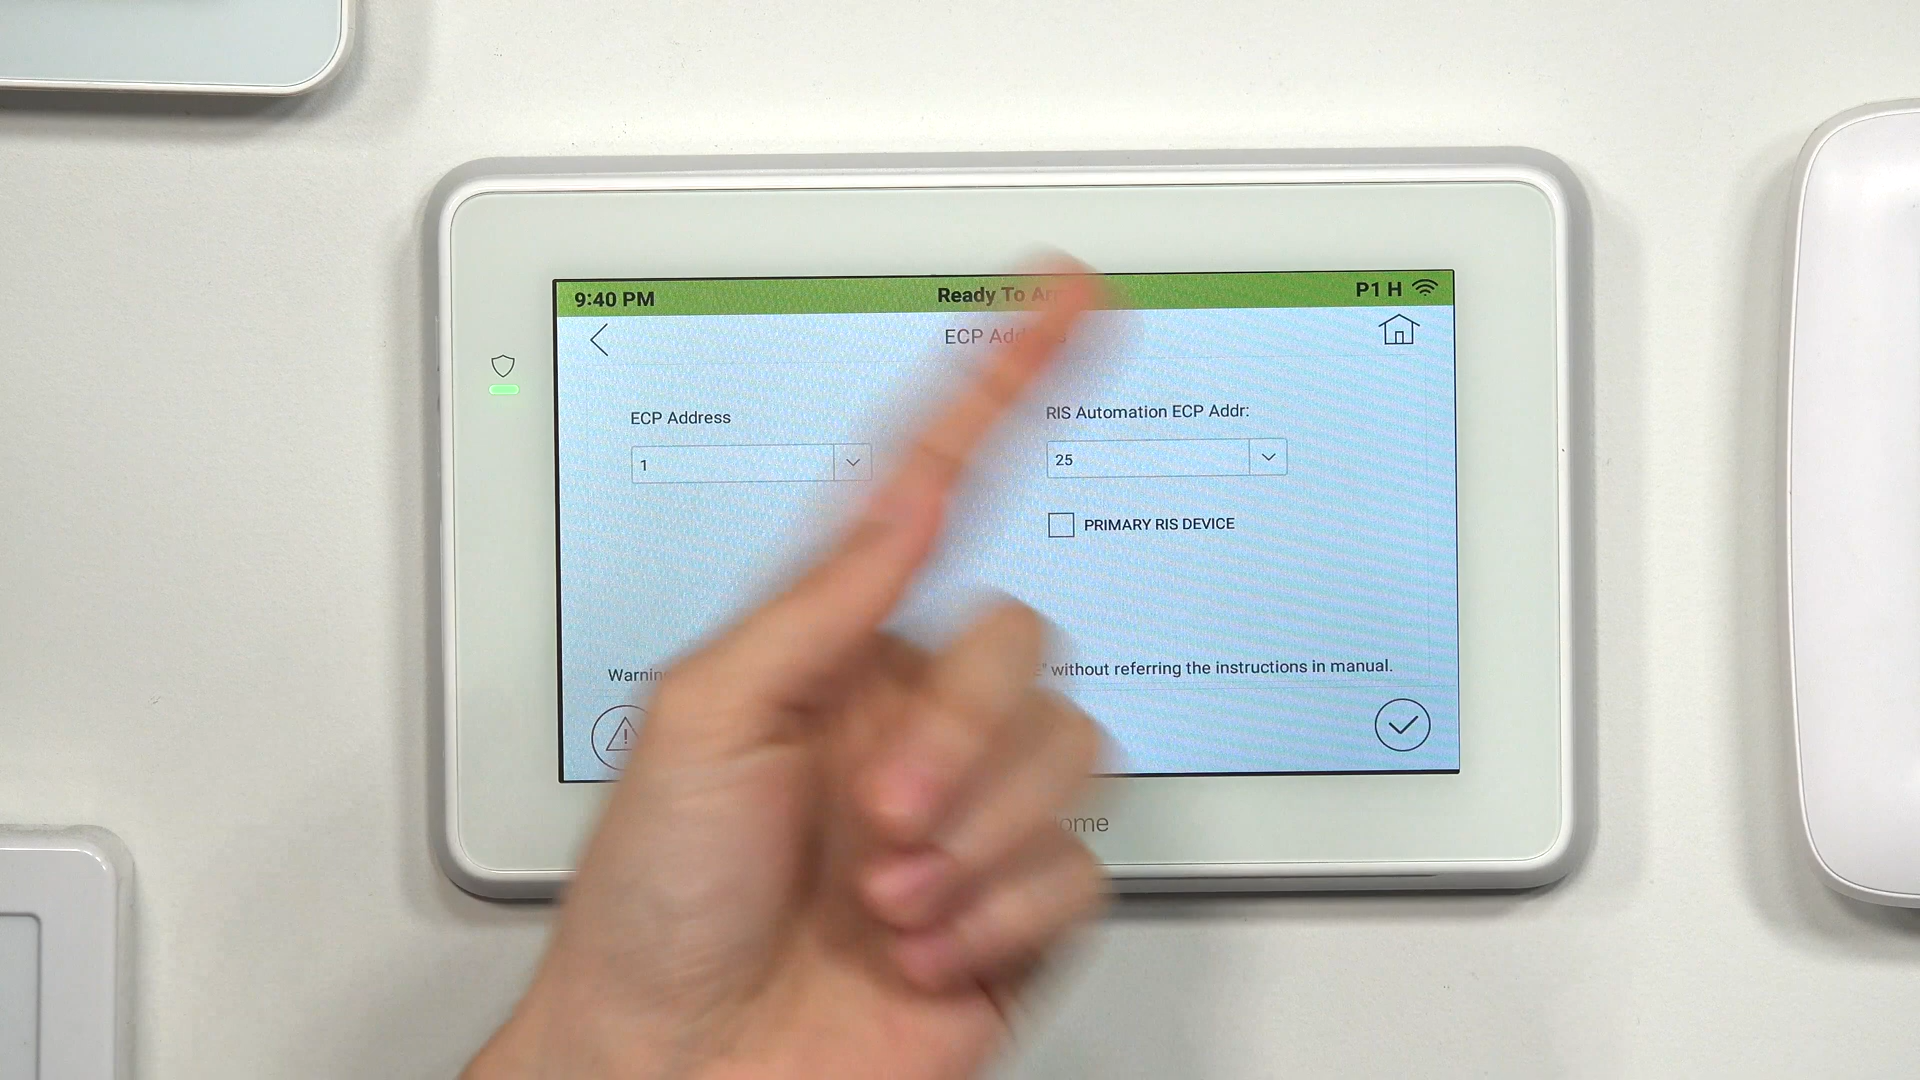 9:40 PM Ready To P1 H
ECP
ECP Address RIS Automation ECP Addr:
1 25
PRIMARY RIS DEVICE
without referring the instructions in manual.